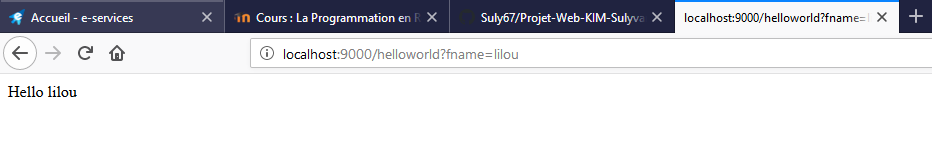 Accueil - e-services
Cours : La Programmation en R
Suly67/Projet-Web-KIM-Sulyva
localhost:9000/helloworld?fname=l
localhost:9000/helloworld?fname=lilou
Hello lilou